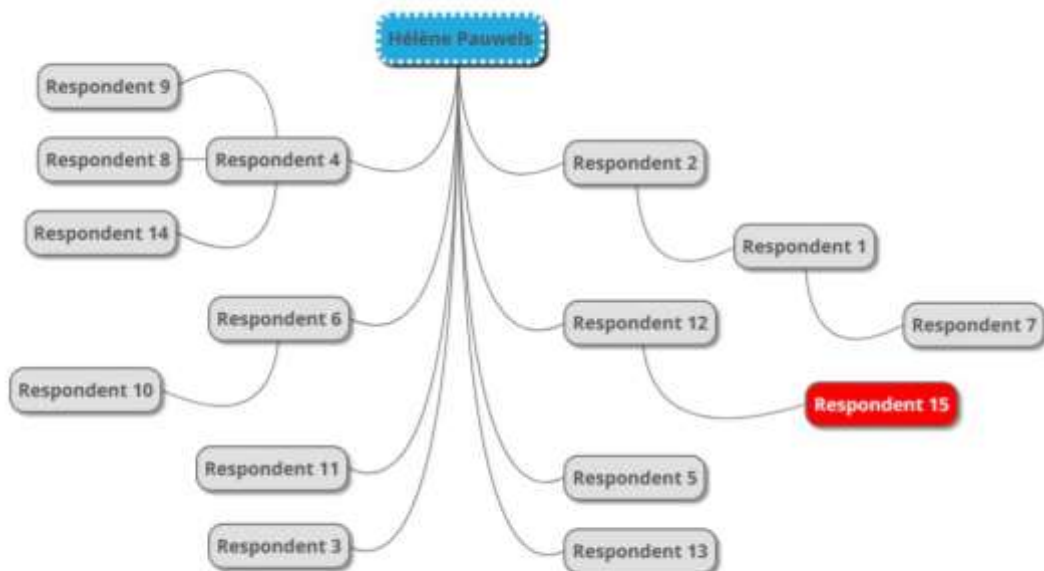 Hélène Pauwels
Respondent 9
Respondent 8
Respondent 4
Respondent 14
Respondent 6
Respondent 10
Respondent 11
Respondent 3
Respondent 2
Respondent 1
Respondent 7
Respondent 12
Respondent 15
Respondent 5
Respondent 13